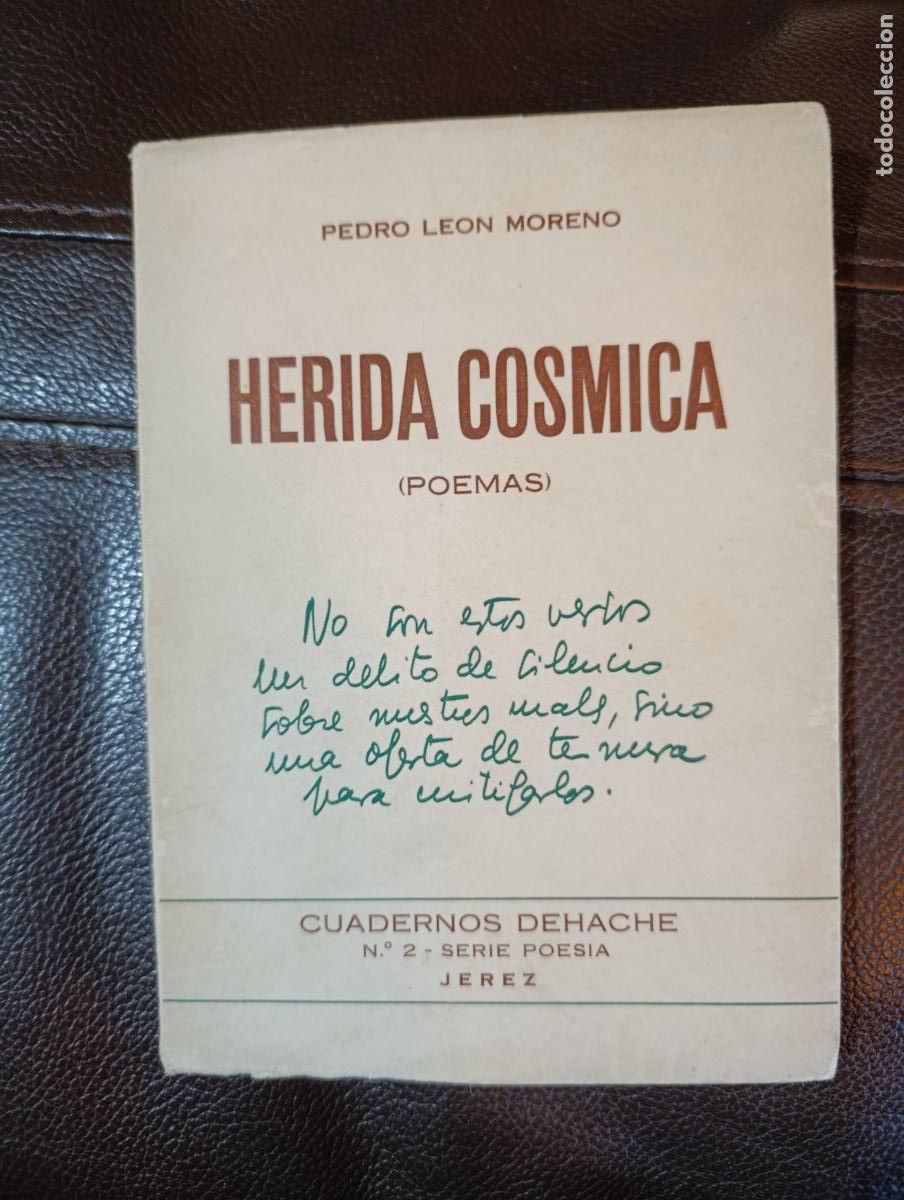 PEDRO LEON MORENO
HERIDA COSMICA
(POEMAS)
No son estos versos
un delito de silencio
sobre nuestros males, sino
una oferta de ternura
para mitigarlos.
CUADERNOS DEHACHE
N.º 2 - SERIE POESIA
JEREZ
todocoleccion